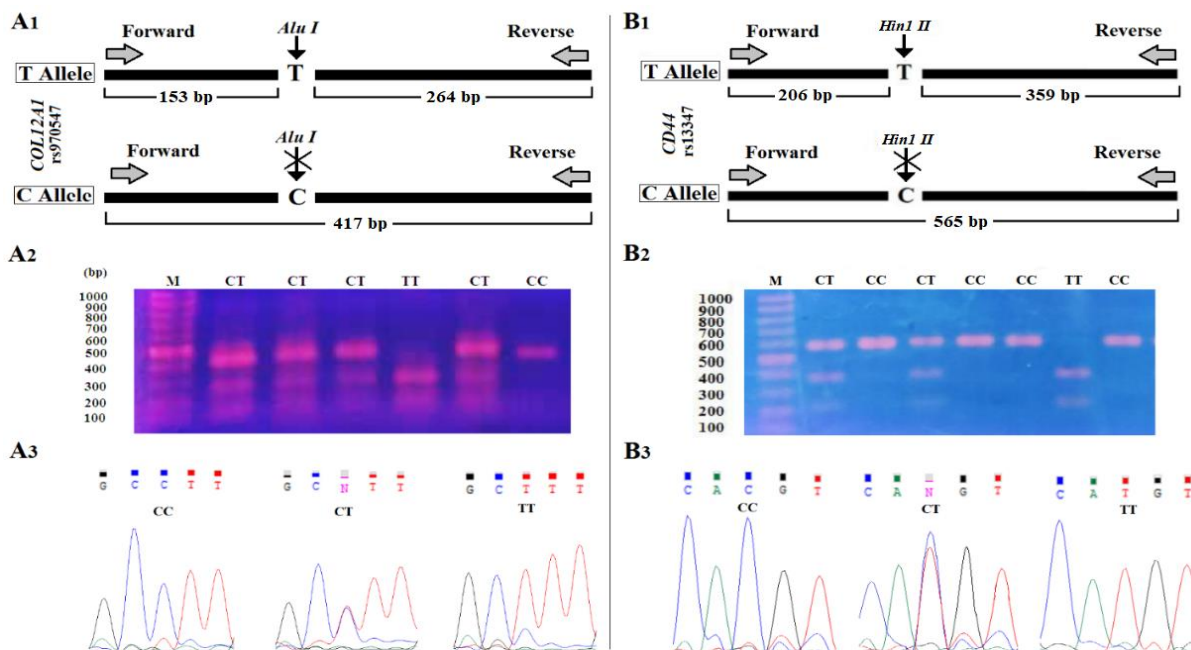 A1
Forward Alu I Reverse
T Allele T
153 bp 264 bp
COL12A1
rs970547
Forward Alu I Reverse
C Allele C
417 bp
A2
(bp) M CT CT CT TT CT CC
1000
900
800
700
600
500
400
300
200
100
A3
G C C T T G C N T T G C T T T
CC CT TT
B1
Forward Hin1 II Reverse
T Allele T
206 bp 359 bp
CD44
rs13347
Forward Hin1 II Reverse
C Allele C
565 bp
B2
M CT CC CT CC CC TT CC
1000
900
800
700
600
500
400
300
200
100
B3
C A C G T C A N G T C A T G T
CC CT TT